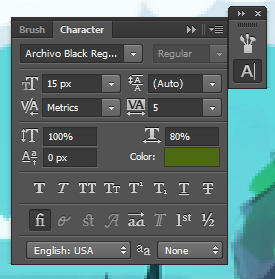 Brush Character
Archivo Black Reg... Regular
15 px (Auto)
Metrics 5
100% 80%
0 px Color:
T T TT Tt T¹ T₁ T T
fi st A aa T 1st ½
English: USA aa None